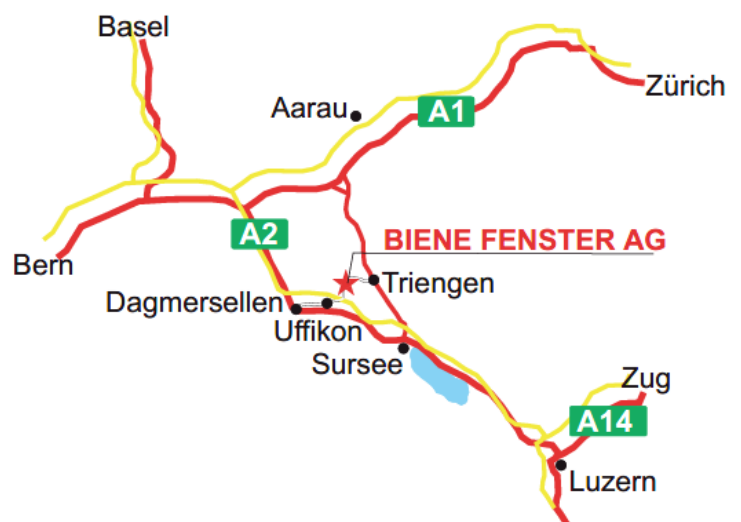 Basel
Zürich
Aarau
A1
A2
BIENE FENSTER AG
Bern
Triengen
Dagmersellen
Uffikon
Sursee
Zug
A14
Luzern